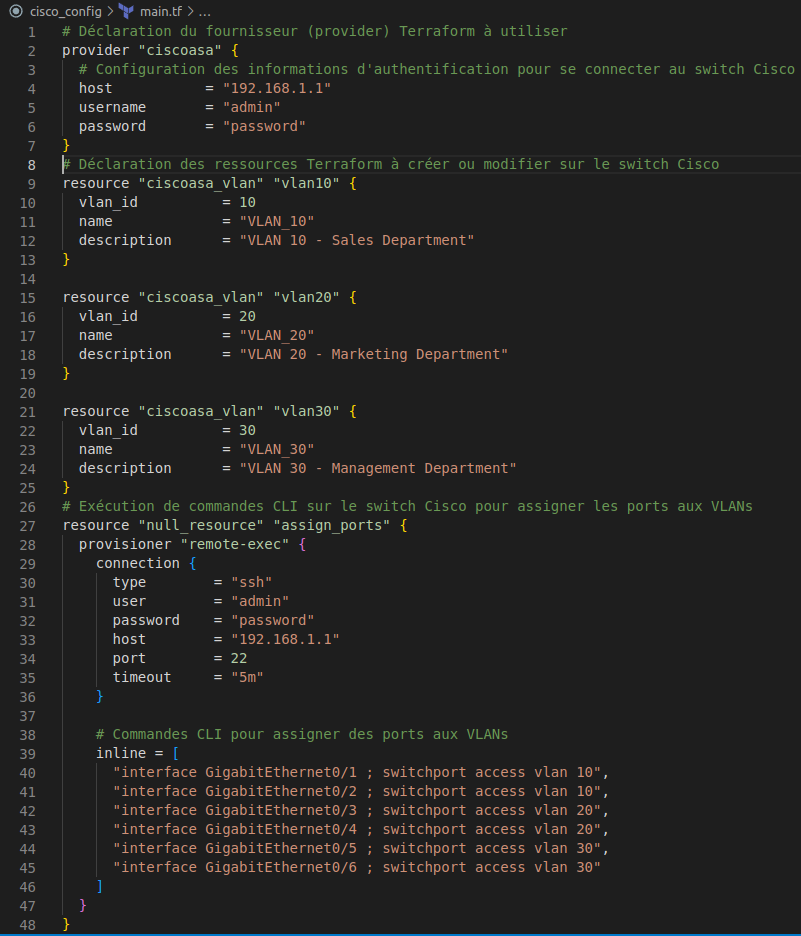 cisco_config > main.tf > ...
1 # Déclaration du fournisseur (provider) Terraform à utiliser
2 provider "ciscoasa" {
3   # Configuration des informations d'authentification pour se connecter au switch Cisco
4   host           = "192.168.1.1"
5   username       = "admin"
6   password       = "password"
7 }
8 # Déclaration des ressources Terraform à créer ou modifier sur le switch Cisco
9 resource "ciscoasa_vlan" "vlan10" {
10   vlan_id          = 10
11   name             = "VLAN_10"
12   description      = "VLAN 10 - Sales Department"
13 }
14
15 resource "ciscoasa_vlan" "vlan20" {
16   vlan_id          = 20
17   name             = "VLAN_20"
18   description      = "VLAN 20 - Marketing Department"
19 }
20
21 resource "ciscoasa_vlan" "vlan30" {
22   vlan_id          = 30
23   name             = "VLAN_30"
24   description      = "VLAN 30 - Management Department"
25 }
26 # Exécution de commandes CLI sur le switch Cisco pour assigner les ports aux VLANs
27 resource "null_resource" "assign_ports" {
28   provisioner "remote-exec" {
29     connection {
30       type        = "ssh"
31       user        = "admin"
32       password    = "password"
33       host        = "192.168.1.1"
34       port        = 22
35       timeout     = "5m"
36     }
37
38     # Commandes CLI pour assigner des ports aux VLANs
39     inline = [
40       "interface GigabitEthernet0/1 ; switchport access vlan 10",
41       "interface GigabitEthernet0/2 ; switchport access vlan 10",
42       "interface GigabitEthernet0/3 ; switchport access vlan 20",
43       "interface GigabitEthernet0/4 ; switchport access vlan 20",
44       "interface GigabitEthernet0/5 ; switchport access vlan 30",
45       "interface GigabitEthernet0/6 ; switchport access vlan 30"
46     ]
47   }
48 }